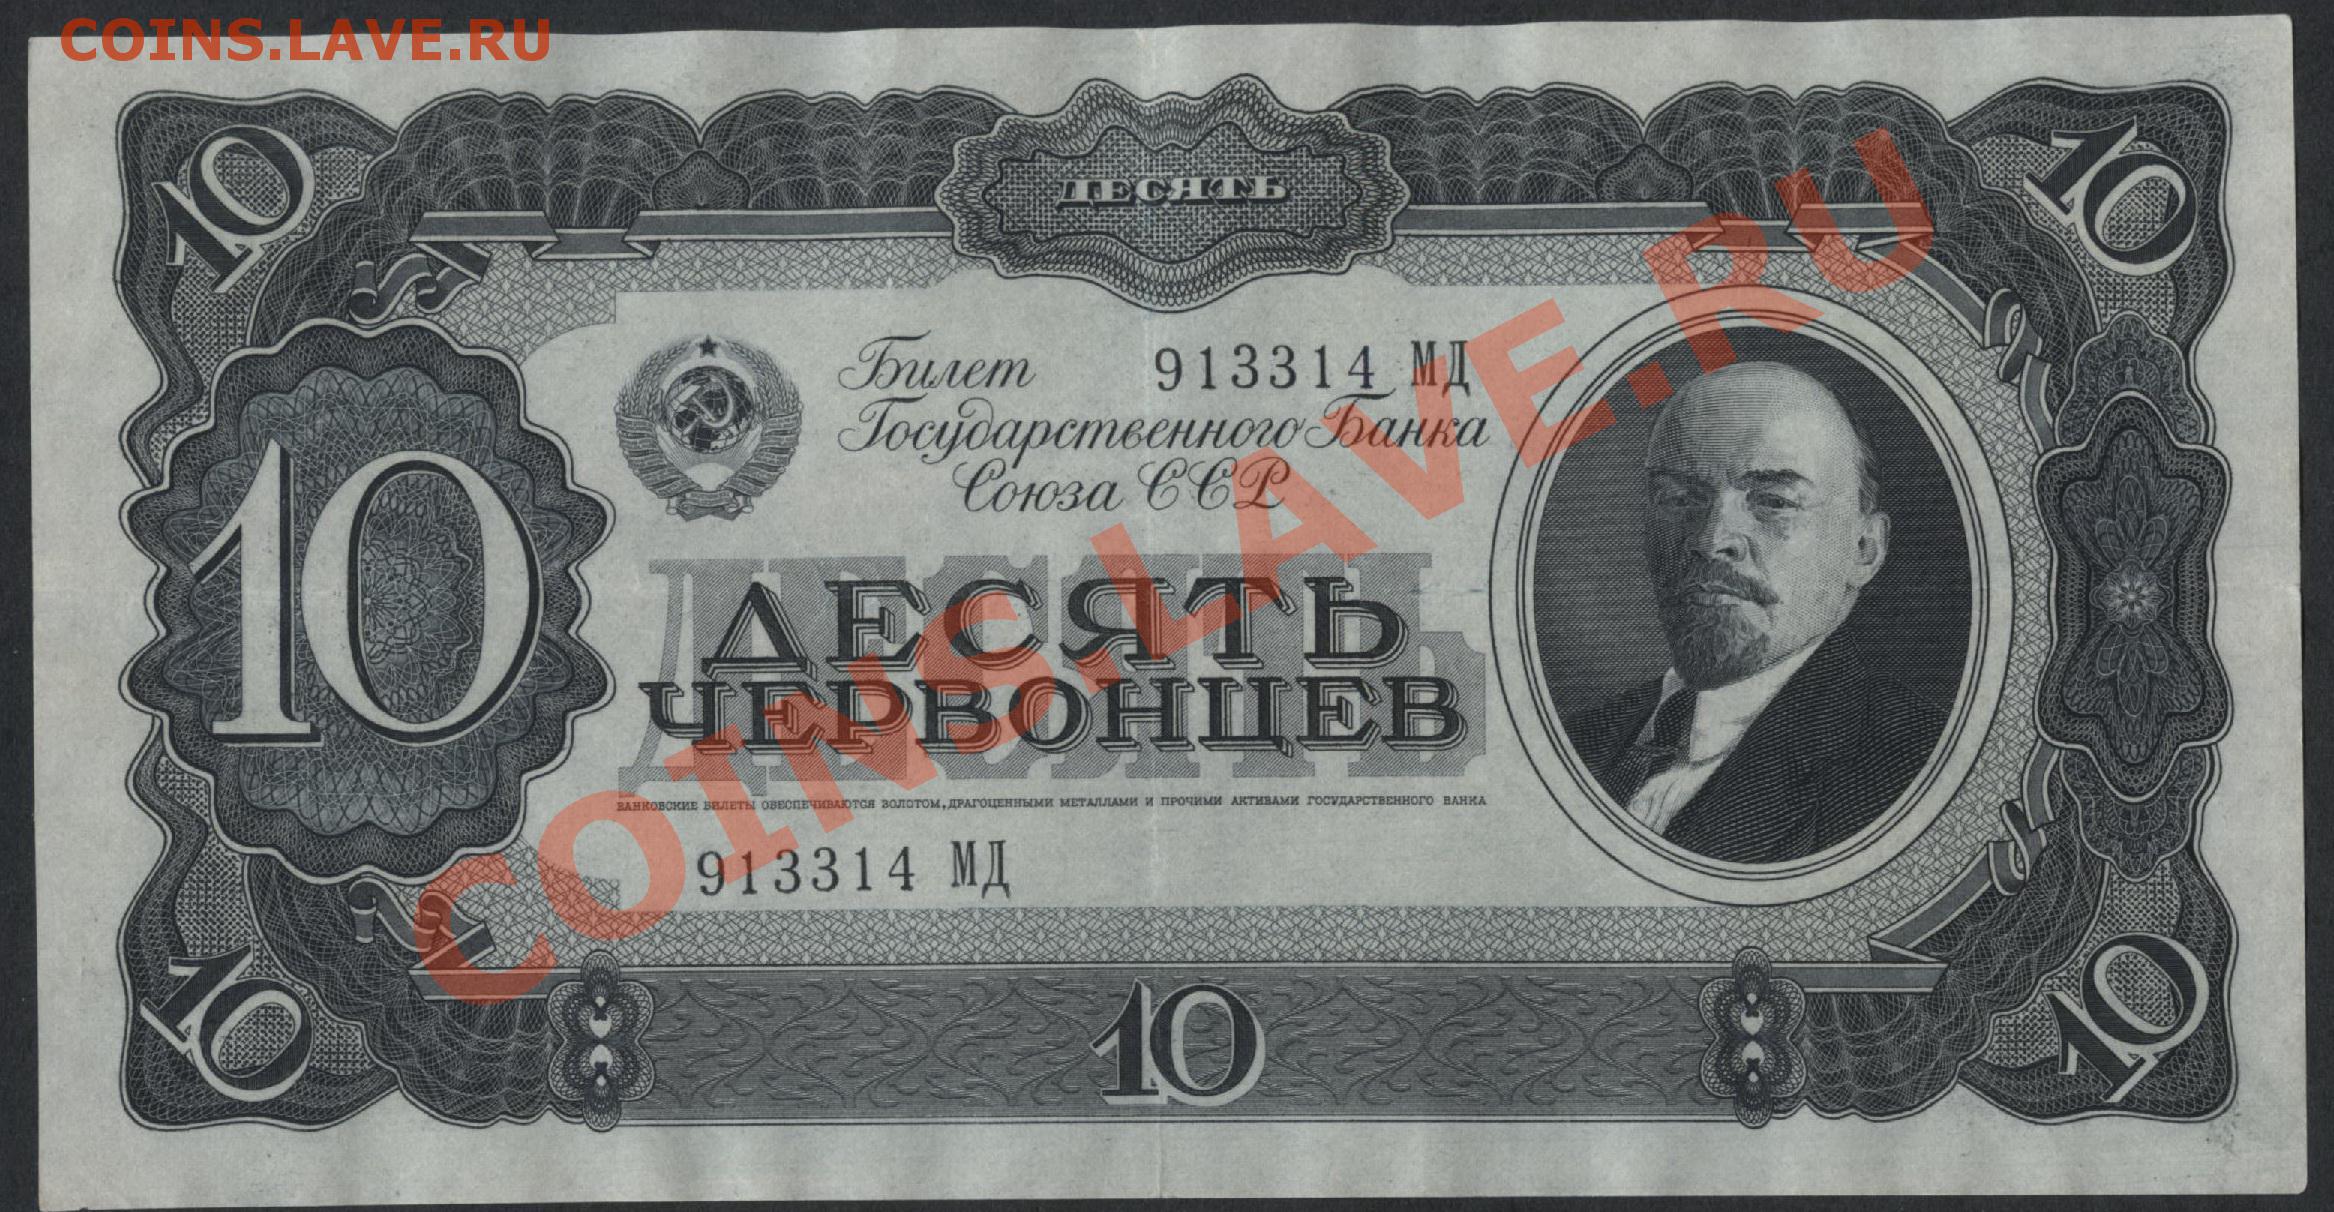 COINS.LAVE.RU
10
10
ДЕСЯТЬ
Билет 913314 МД
Государственного Банка
Союза ССР
10
ДЕСЯТЬ
ДЕСЯТЬ
ЧЕРВОНЦЕВ
БАНКОВСКИЕ БИЛЕТЫ ОБЕСПЕЧИВАЮТСЯ ЗОЛОТОМ, ДРАГОЦЕННЫМИ МЕТАЛЛАМИ И ПРОЧИМИ АКТИВАМИ ГОСУДАРСТВЕННОГО БАНКА
913314 МД
10
10
10
COINS.LAVE.RU